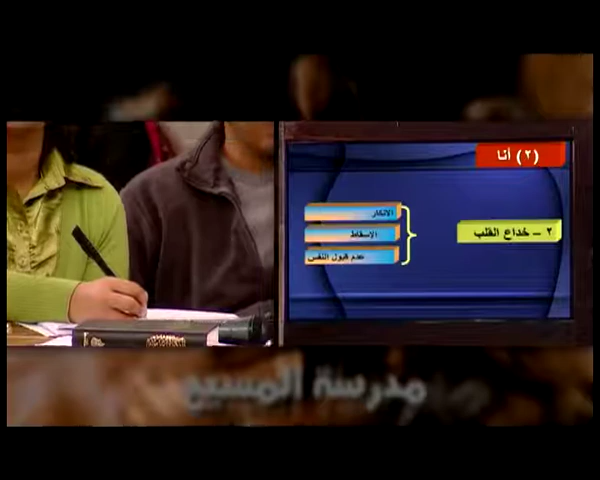 (٢) أنا
٢ – خداع القلب
الانكار
الإسقاط
عدم قبول النفس
مدرسة المسيح